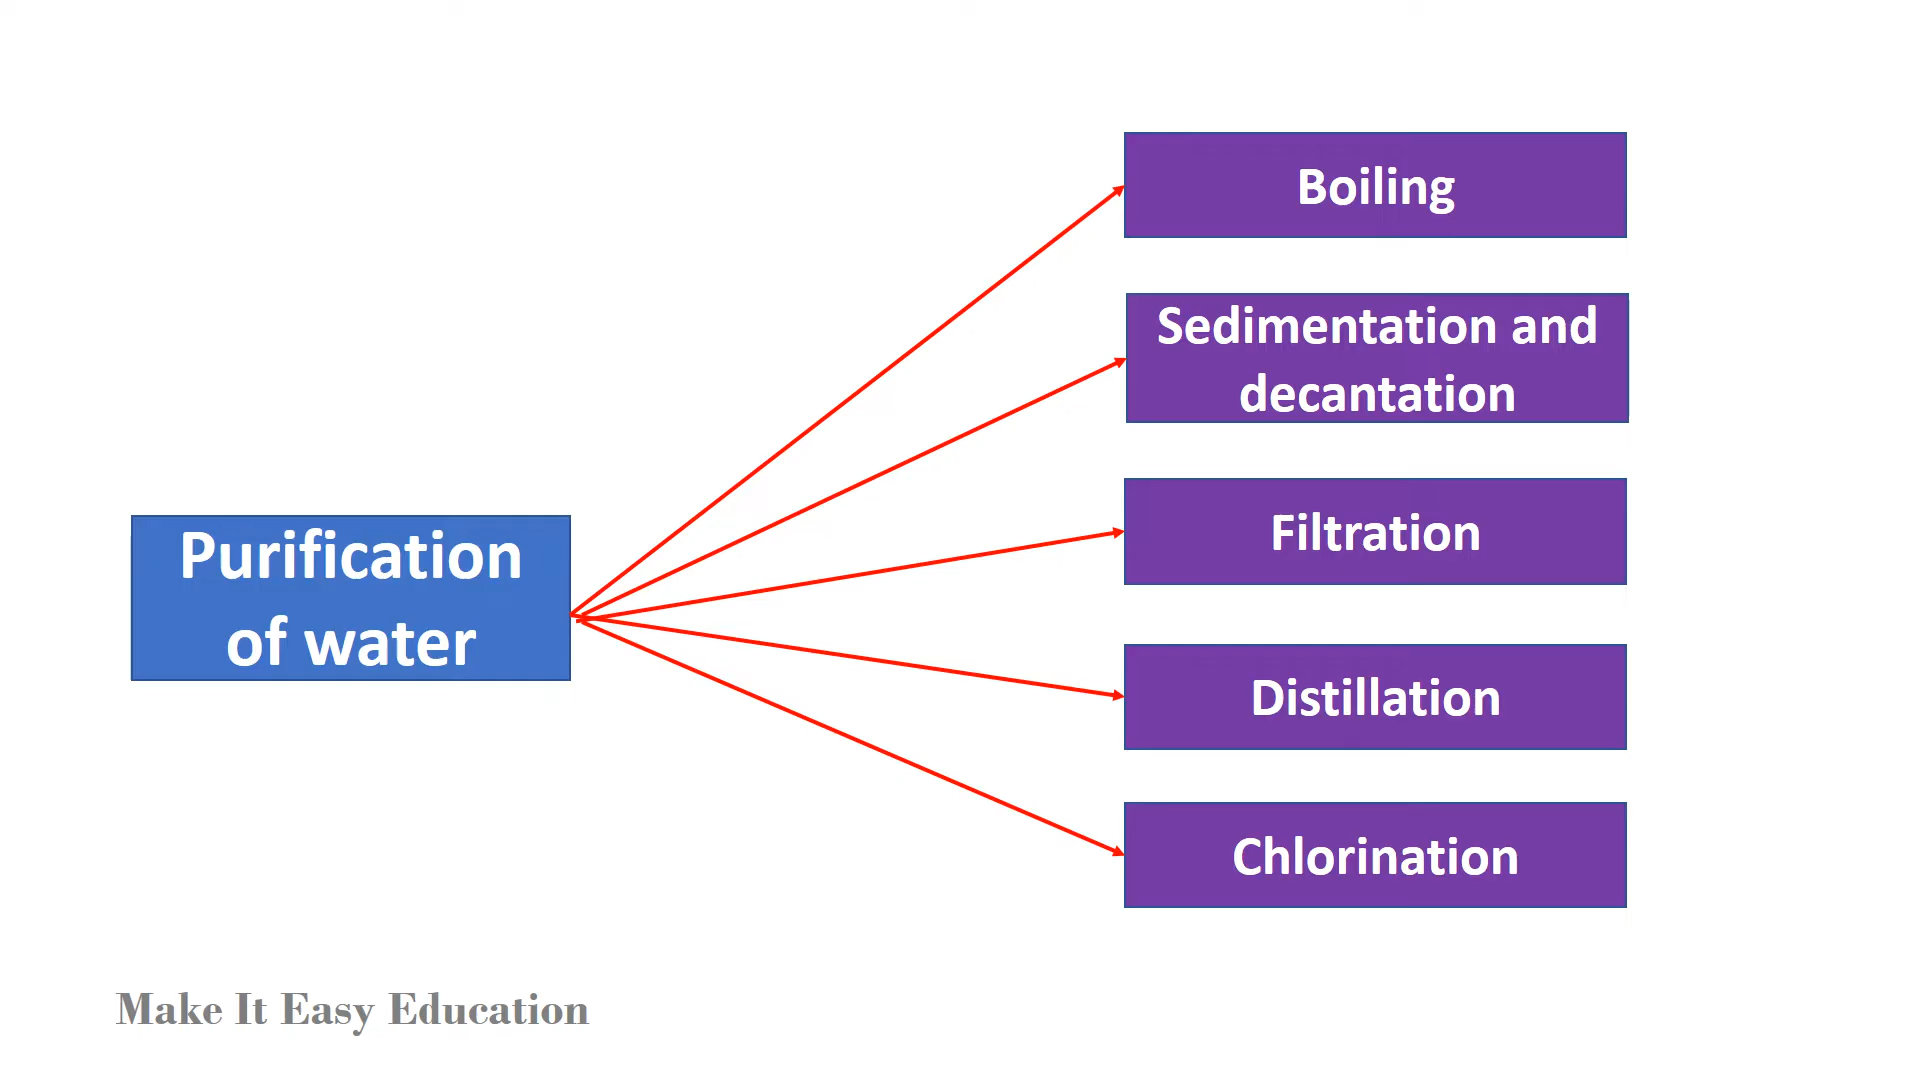 Purification
of water
Boiling
Sedimentation and
decantation
Filtration
Distillation
Chlorination
Make It Easy Education